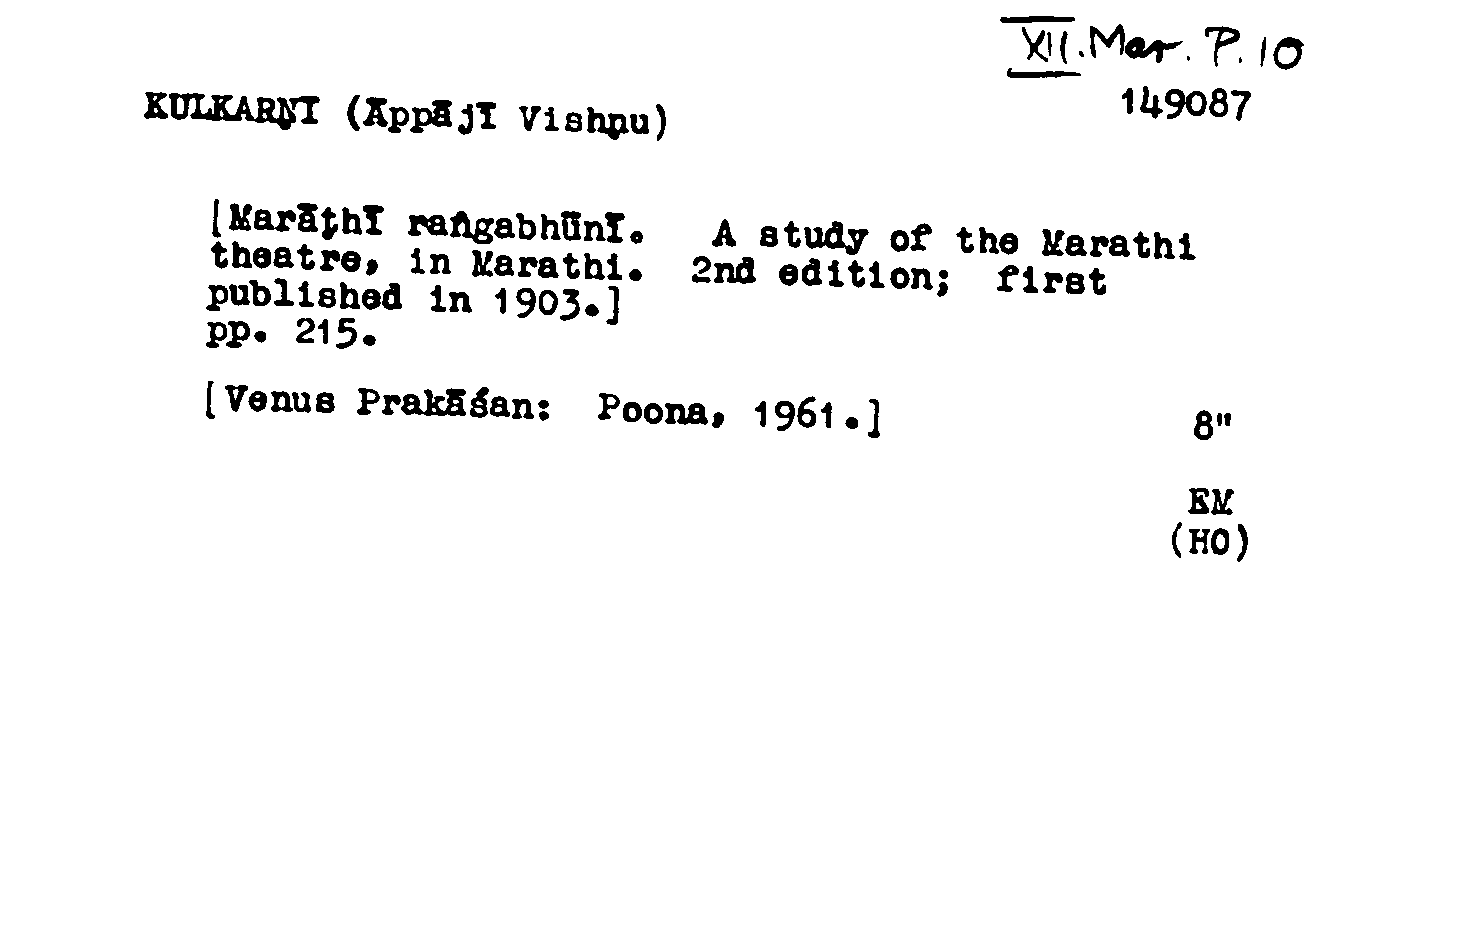 XII.Mar.P.10
149087
KULKARṆĪ (Āppājī Vishṇu)
[Marāṭhī raṅgabhūnī. A study of the Marathi
theatre, in Marathi. 2nd edition; first
published in 1903.]
pp. 215.
[Venus Prakāśan: Poona, 1961.]
8"
EM
(HO)